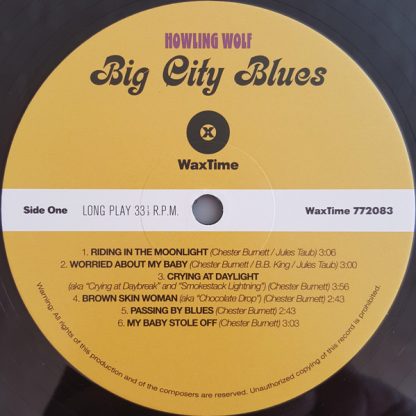 HOWLING WOLF
Big City Blues
WaxTime
Side One LONG PLAY 33⅓ R.P.M. WaxTime 772083
1. RIDING IN THE MOONLIGHT (Chester Burnett / Jules Taub) 3:06
2. WORRIED ABOUT MY BABY (Chester Burnett / B.B. King / Jules Taub) 3:00
3. CRYING AT DAYLIGHT
(aka "Crying at Daybreak" and "Smokestack Lightning") (Chester Burnett) 3:56
4. BROWN SKIN WOMAN (aka "Chocolate Drop") (Chester Burnett) 2:43
5. PASSING BY BLUES (Chester Burnett) 2:43
6. MY BABY STOLE OFF (Chester Burnett) 3:03
Warning: All rights of this production and of the composers are reserved. Unauthorized copying of this record is prohibited.